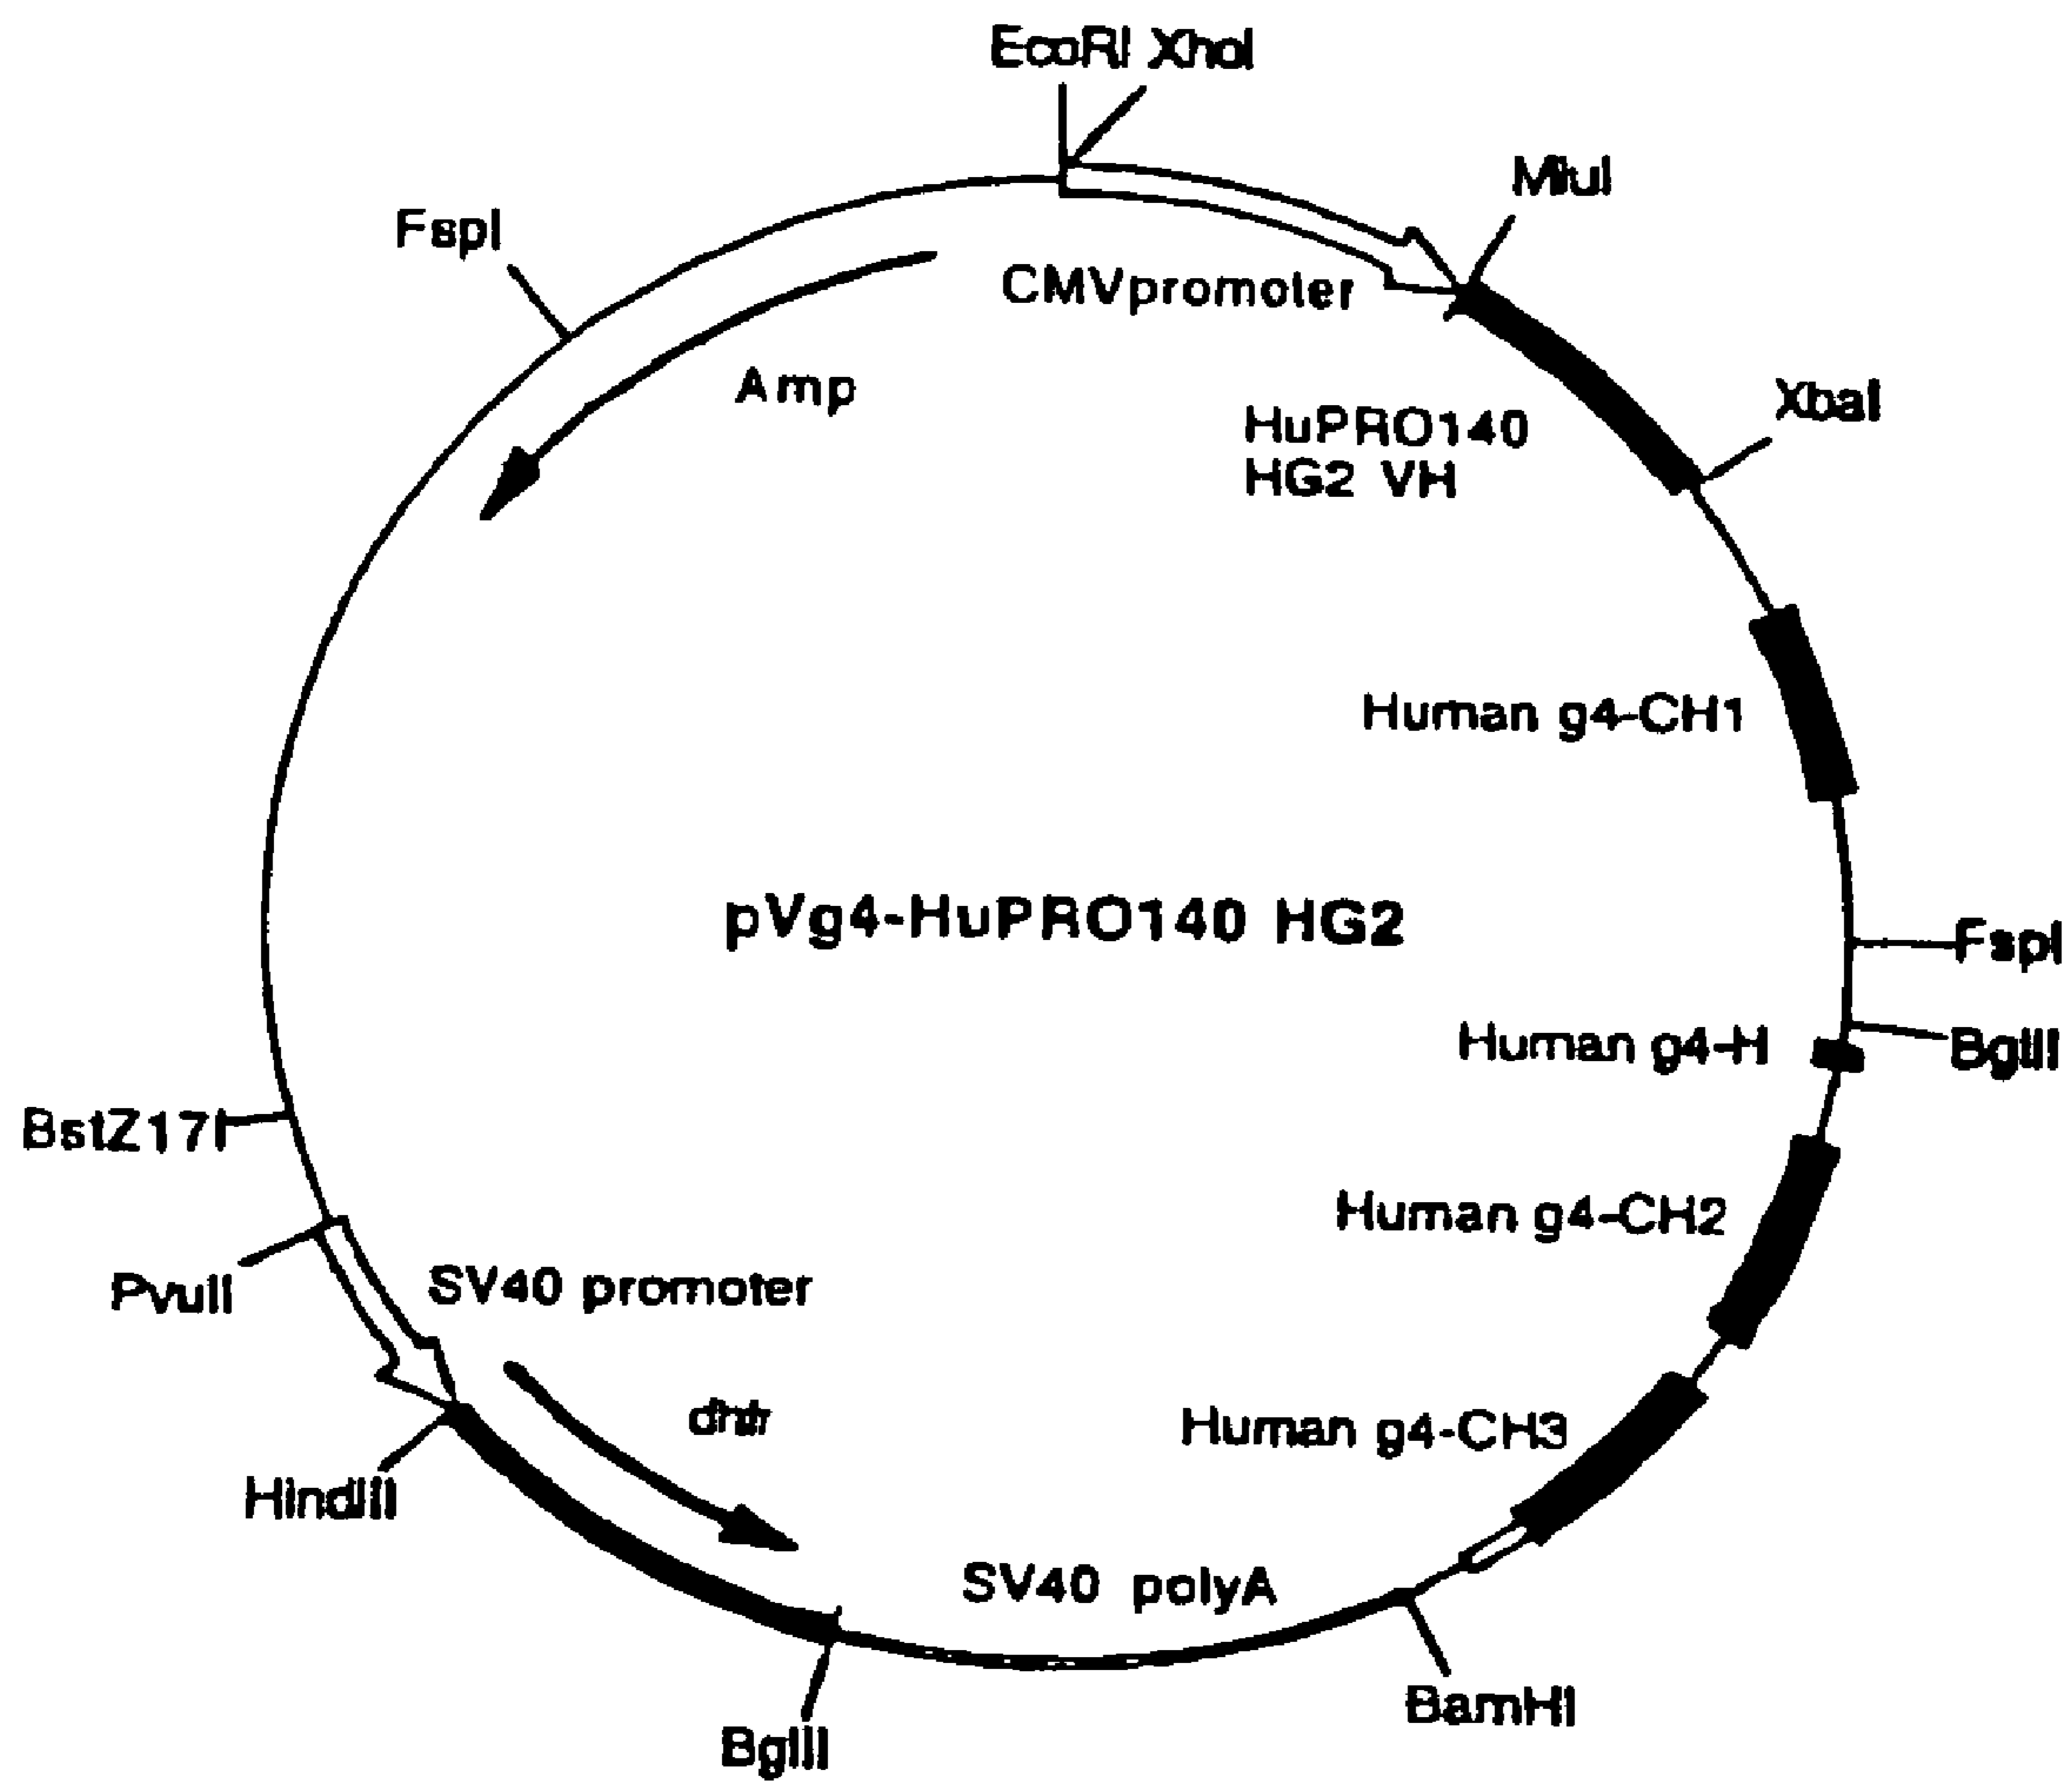 EcoRI XhoI
MluI
FspI
CMVpromoter
Amp
XbaI
HuPRO140
HG2 VH
Human g4-CH1
pVg4-HuPRO140 HG2
FspI
Human g4-H
BglII
BstZ17I
Human g4-CH2
PvuII
SV40 promoter
dhfr
Human g4-CH3
HindIII
SV40 polyA
BamHI
BglII